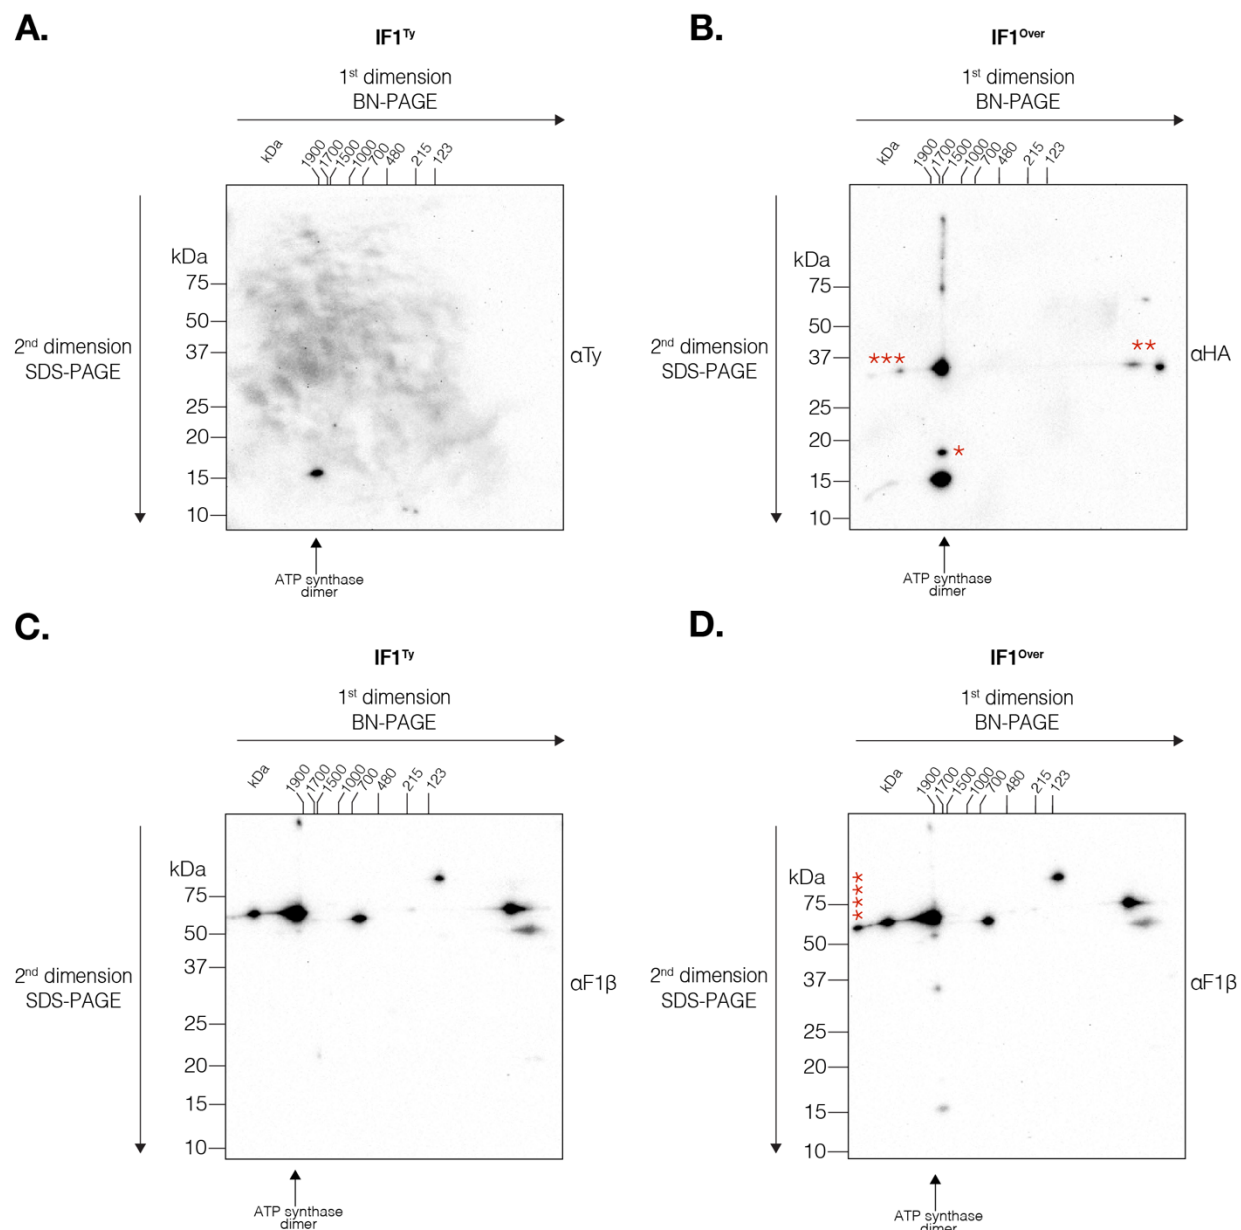 A.
IF1Ty
1st dimension
BN-PAGE
kDa 1900 1700 1500 1000 700 480 215 123
kDa
75
50
37
25
20
15
10
2nd dimension
SDS-PAGE
αTy
ATP synthase
dimer
B.
IF1Over
1st dimension
BN-PAGE
kDa 1900 1700 1500 1000 700 480 215 123
kDa
75
50
37
25
20
15
10
2nd dimension
SDS-PAGE
***
**
*
αHA
ATP synthase
dimer
C.
IF1Ty
1st dimension
BN-PAGE
kDa 1900 1700 1500 1000 700 480 215 123
kDa
75
50
37
25
20
15
10
2nd dimension
SDS-PAGE
αF1β
ATP synthase
dimer
D.
IF1Over
1st dimension
BN-PAGE
kDa 1900 1700 1500 1000 700 480 215 123
kDa
75
50
37
25
20
15
10
2nd dimension
SDS-PAGE
****
αF1β
ATP synthase
dimer